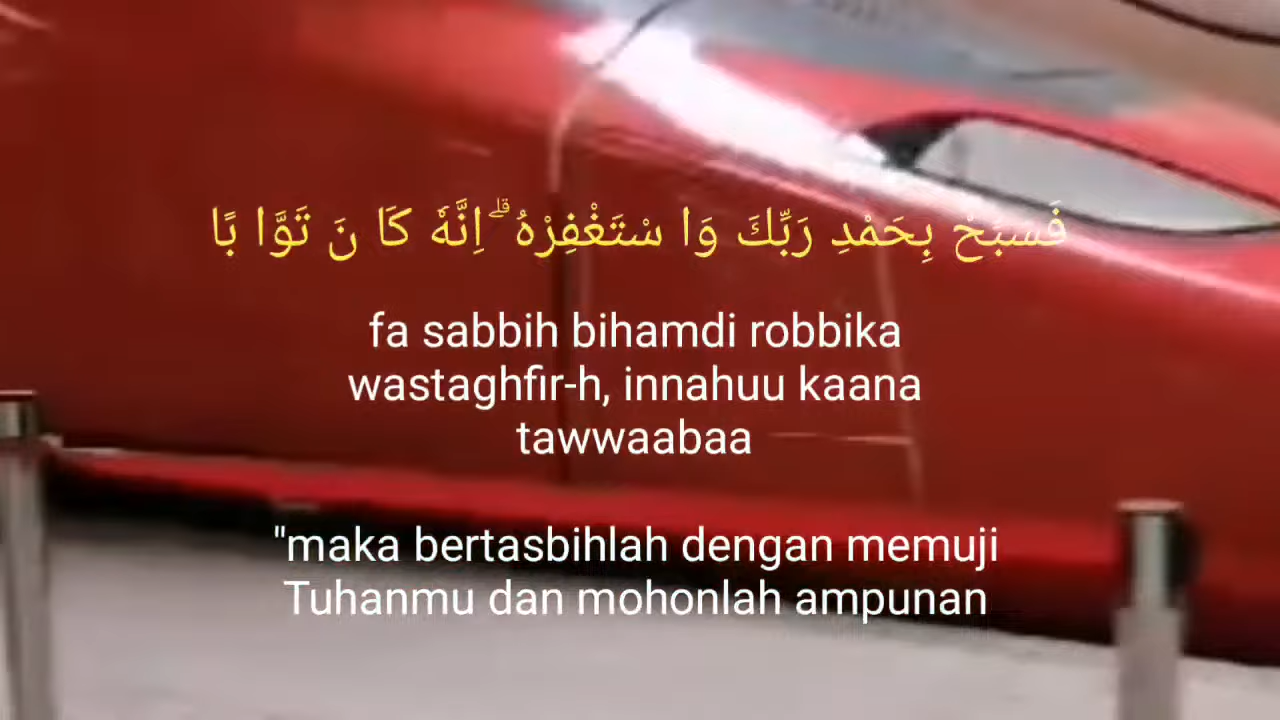 فَسَبِّحْ بِحَمْدِ رَبِّكَ وَا سْتَغْفِرْهُ ۗ اِنَّهٗ كَا نَ تَوَّا بًا
fa sabbih bihamdi robbika
wastaghfir-h, innahuu kaana
tawwaabaa
"maka bertasbihlah dengan memuji
Tuhanmu dan mohonlah ampunan